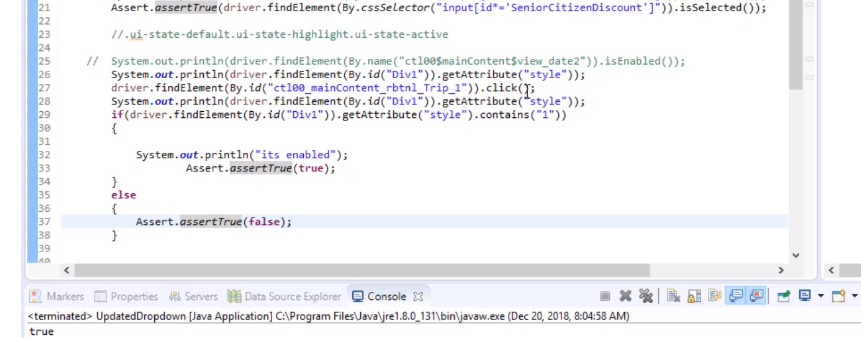 21 Assert.assertTrue(driver.findElement(By.cssSelector("input[id*='SeniorCitizenDiscount']")).isSelected());
22
23 //.ui-state-default.ui-state-highlight.ui-state-active
24
25 // System.out.println(driver.findElement(By.name("ctl00$mainContent$view_date2")).isEnabled());
26 System.out.println(driver.findElement(By.id("Div1")).getAttribute("style"));
27 driver.findElement(By.id("ctl00_mainContent_rbtnl_Trip_1")).click();
28 System.out.println(driver.findElement(By.id("Div1")).getAttribute("style"));
29 if(driver.findElement(By.id("Div1")).getAttribute("style").contains("1"))
30 {
31
32 System.out.println("its enabled");
33 Assert.assertTrue(true);
34 }
35 else
36 {
37 Assert.assertTrue(false);
38 }
39
Markers Properties Servers Data Source Explorer Console
<terminated> UpdatedDropdown [Java Application] C:\Program Files\Java\jre1.8.0_131\bin\javaw.exe (Dec 20, 2018, 8:04:58 AM)
true